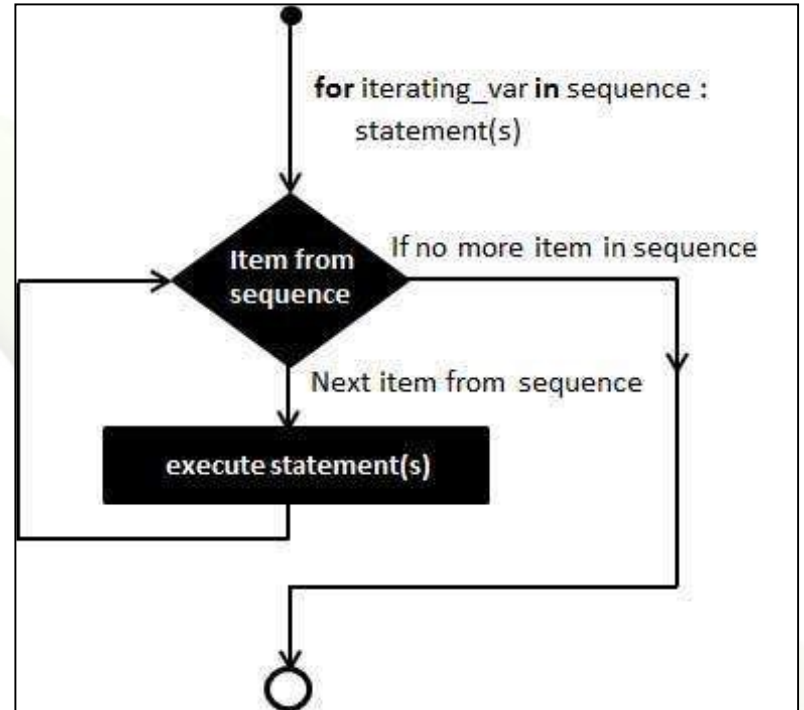 for iterating_var in sequence :
statement(s)
Item from
sequence
If no more item in sequence
Next item from sequence
execute statement(s)